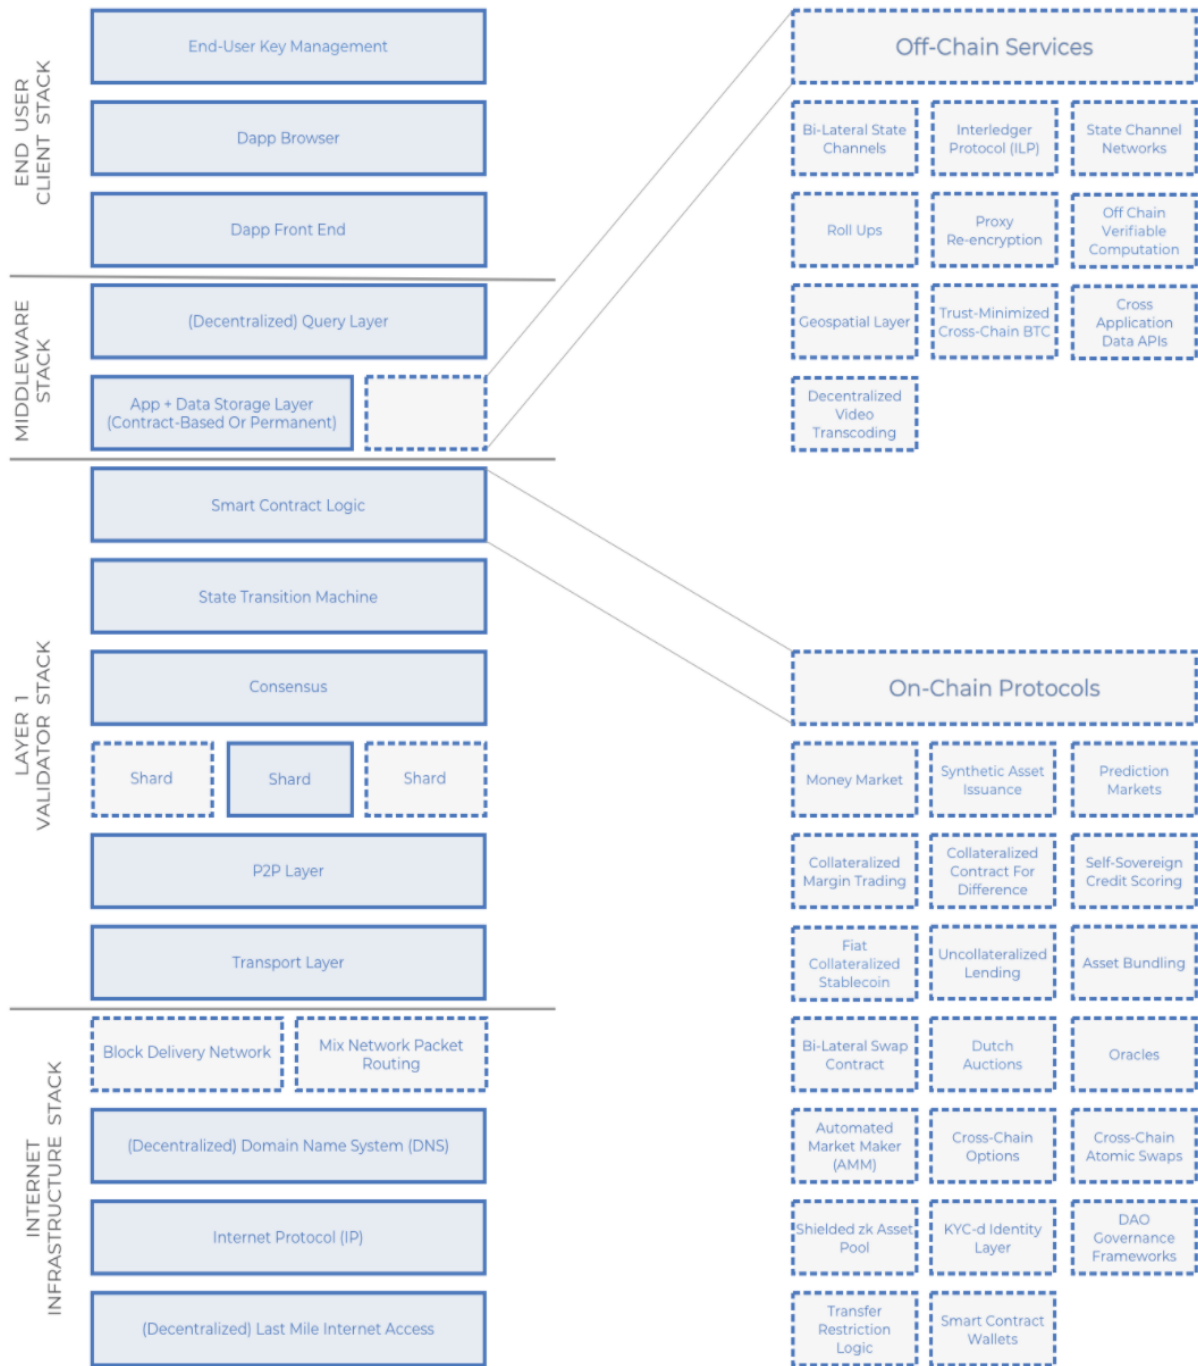 END USER
CLIENT STACK
End-User Key Management
Dapp Browser
Dapp Front End
MIDDLEWARE
STACK
(Decentralized) Query Layer
App + Data Storage Layer
(Contract-Based Or Permanent)
LAYER 1
VALIDATOR STACK
Smart Contract Logic
State Transition Machine
Consensus
Shard
Shard
Shard
P2P Layer
Transport Layer
INTERNET
INFRASTRUCTURE STACK
Block Delivery Network
Mix Network Packet
Routing
(Decentralized) Domain Name System (DNS)
Internet Protocol (IP)
(Decentralized) Last Mile Internet Access
Off-Chain Services
Bi-Lateral State
Channels
Interledger
Protocol (ILP)
State Channel
Networks
Roll Ups
Proxy
Re-encryption
Off Chain
Verifiable
Computation
Geospatial Layer
Trust-Minimized
Cross-Chain BTC
Cross
Application
Data APIs
Decentralized
Video
Transcoding
On-Chain Protocols
Money Market
Synthetic Asset
Issuance
Prediction
Markets
Collateralized
Margin Trading
Collateralized
Contract For
Difference
Self-Sovereign
Credit Scoring
Fiat
Collateralized
Stablecoin
Uncollateralized
Lending
Asset Bundling
Bi-Lateral Swap
Contract
Dutch
Auctions
Oracles
Automated
Market Maker
(AMM)
Cross-Chain
Options
Cross-Chain
Atomic Swaps
Shielded zk Asset
Pool
KYC-d Identity
Layer
DAO
Governance
Frameworks
Transfer
Restriction
Logic
Smart Contract
Wallets